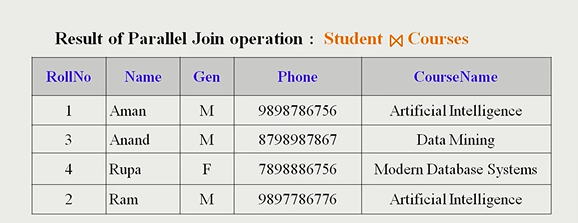 Result of Parallel Join operation : Student ⋈ Courses
RollNo Name Gen Phone CourseName
1 Aman M 9898786756 Artificial Intelligence
3 Anand M 8798987867 Data Mining
4 Rupa F 7898886756 Modern Database Systems
2 Ram M 9897786776 Artificial Intelligence